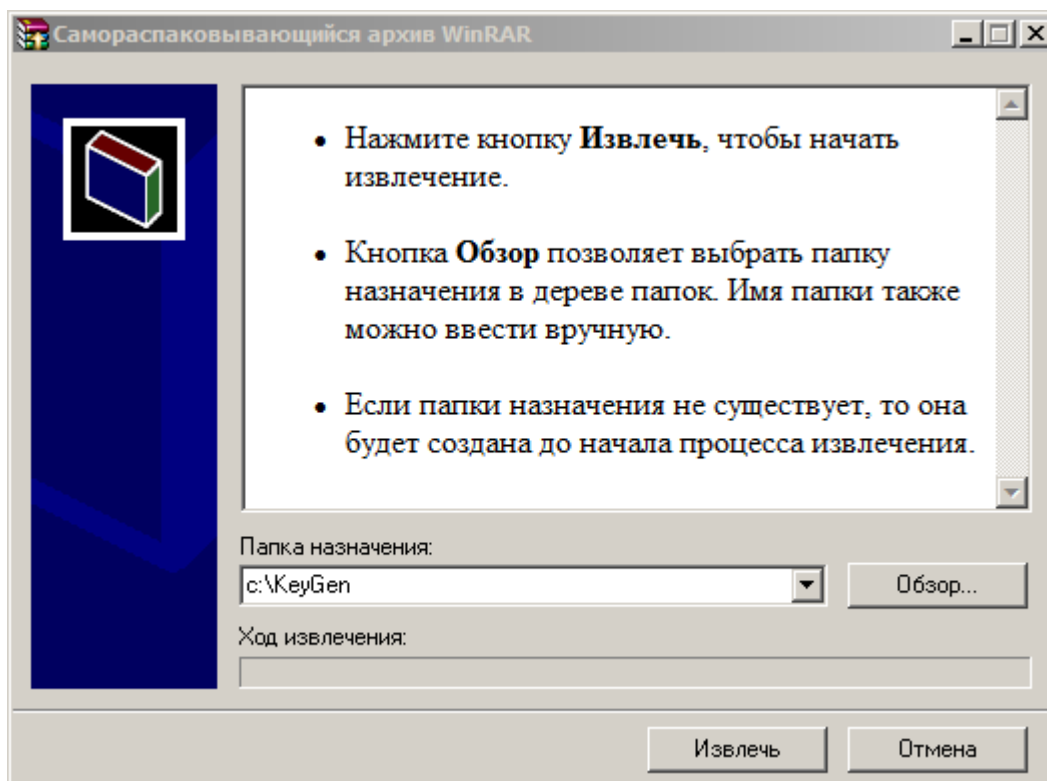 Самораспаковывающийся архив WinRAR
Нажмите кнопку Извлечь, чтобы начать
извлечение.
Кнопка Обзор позволяет выбрать папку
назначения в дереве папок. Имя папки также
можно ввести вручную.
Если папки назначения не существует, то она
будет создана до начала процесса извлечения.
Папка назначения:
c:\KeyGen
Обзор...
Ход извлечения:
Извлечь
Отмена